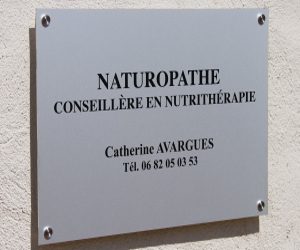 NATUROPATHE
CONSEILLÈRE EN NUTRITHÉRAPIE
Catherine AVARGUES
Tél. 06 82 05 03 53